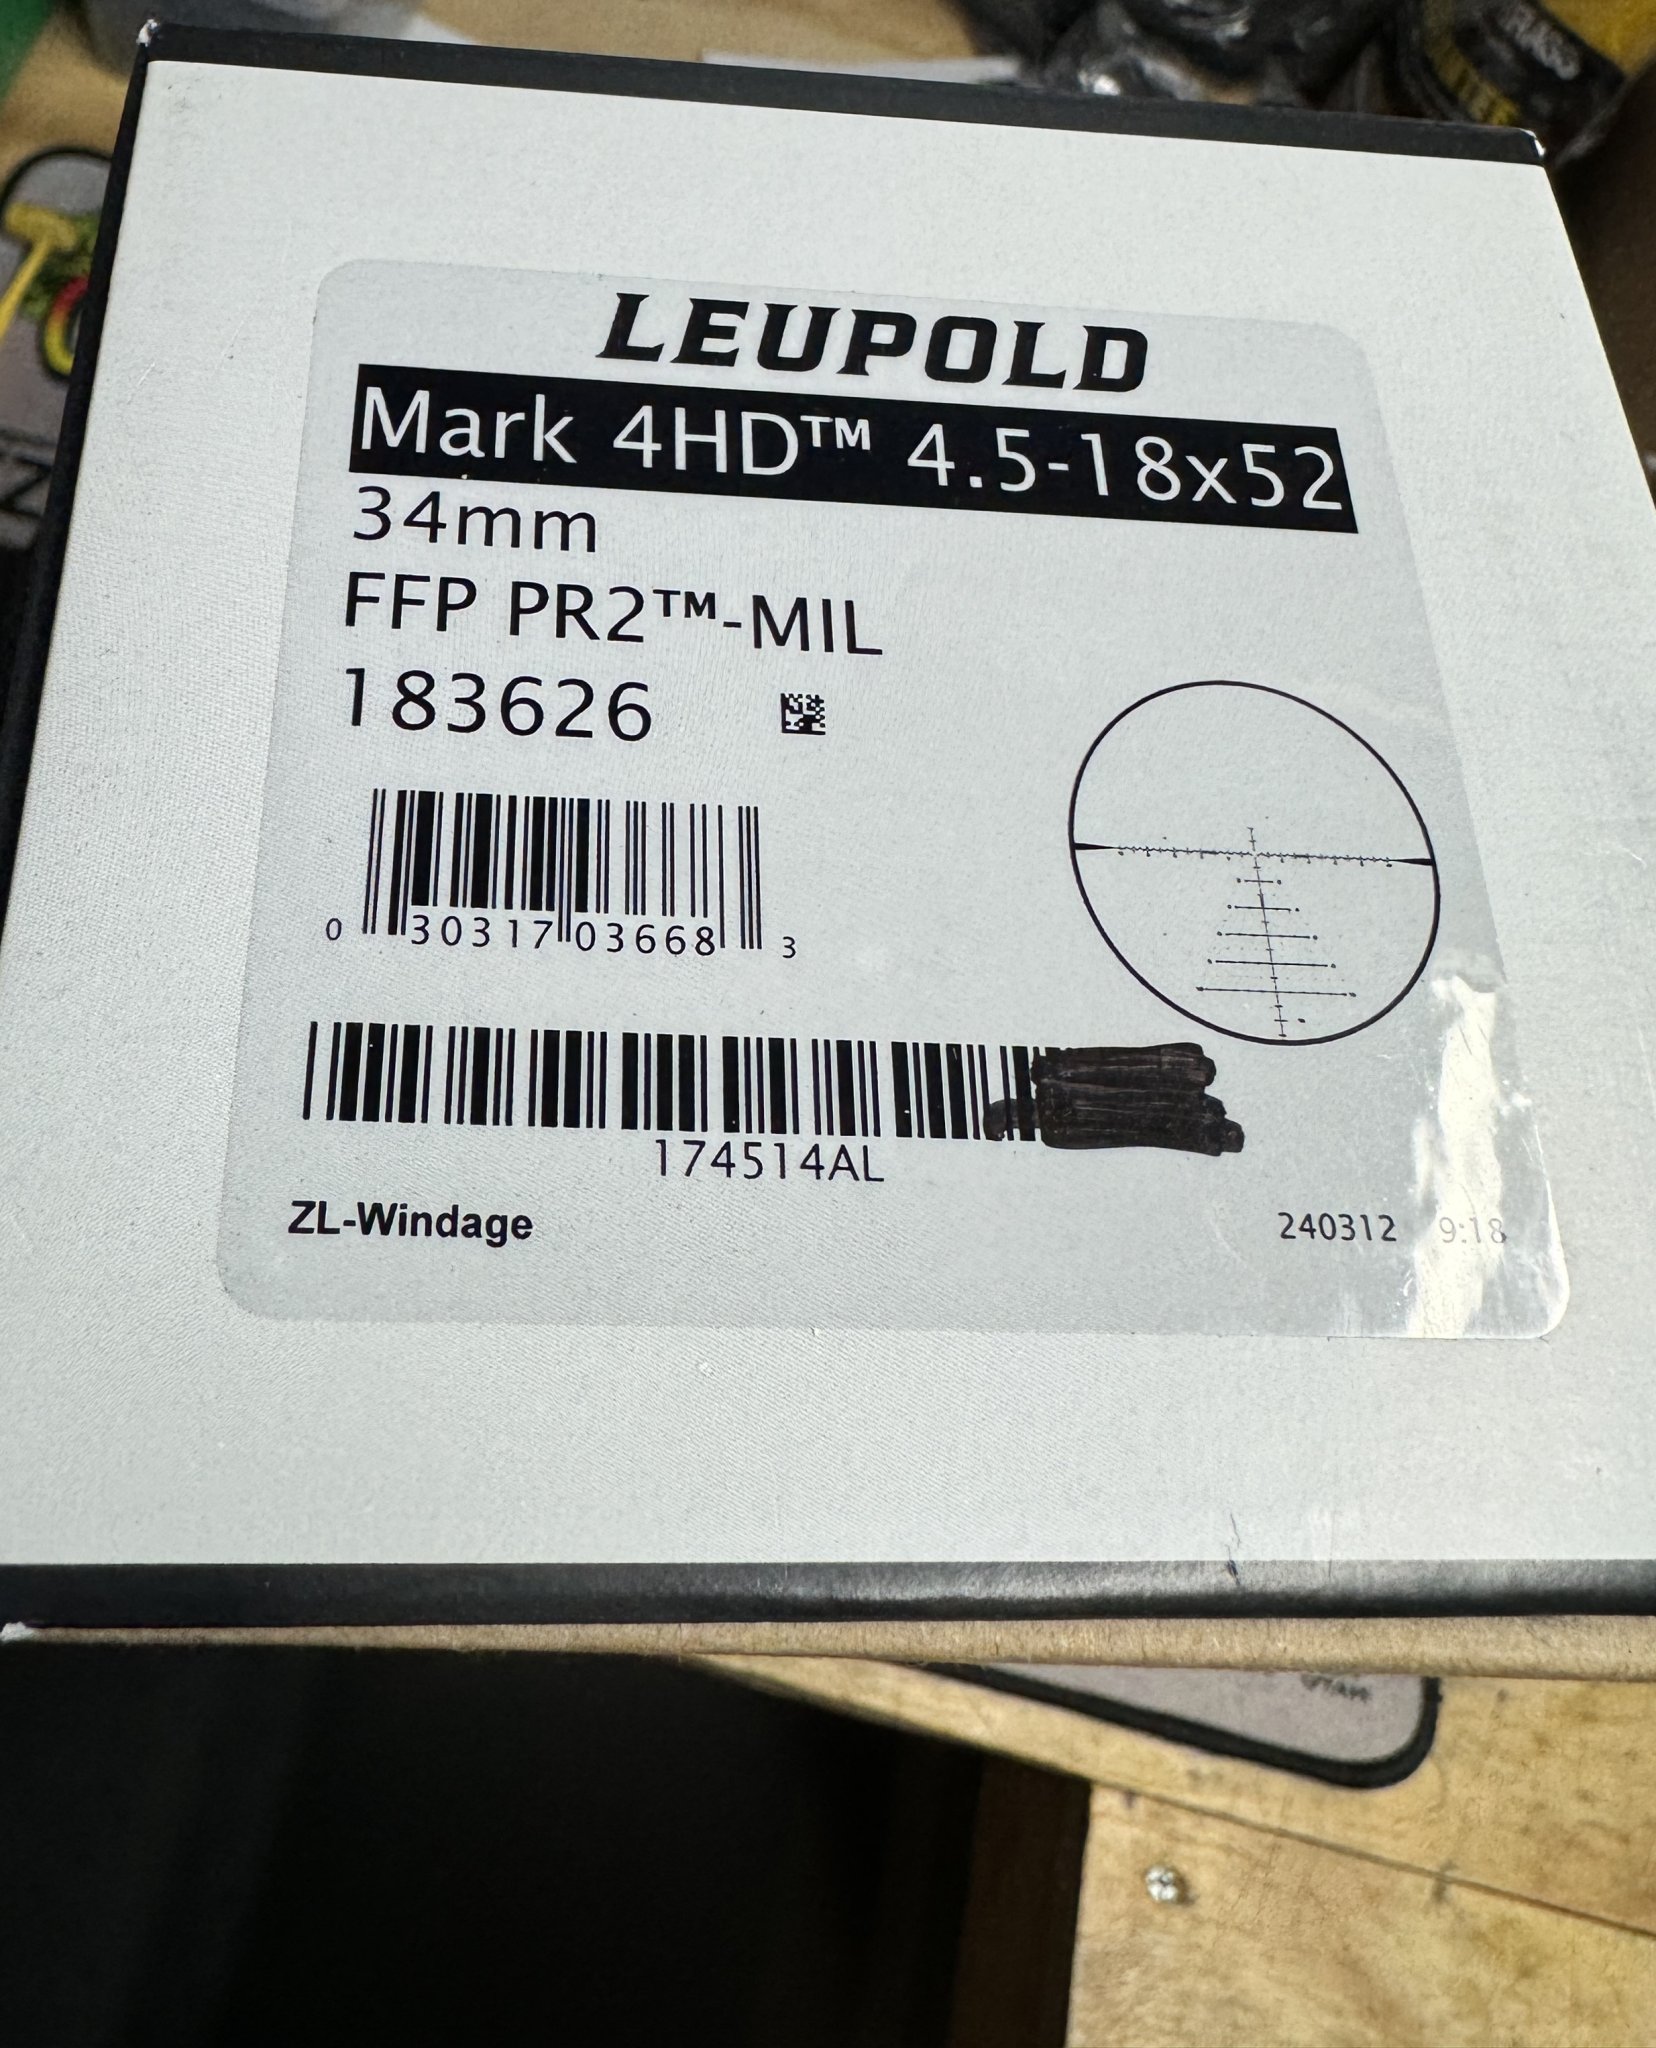 LEUPOLD
Mark 4HD™ 4.5-18x52
34mm
FFP PR2™-MIL
183626
0 30317 03668 3
174514AL
ZL-Windage
240312 9:18